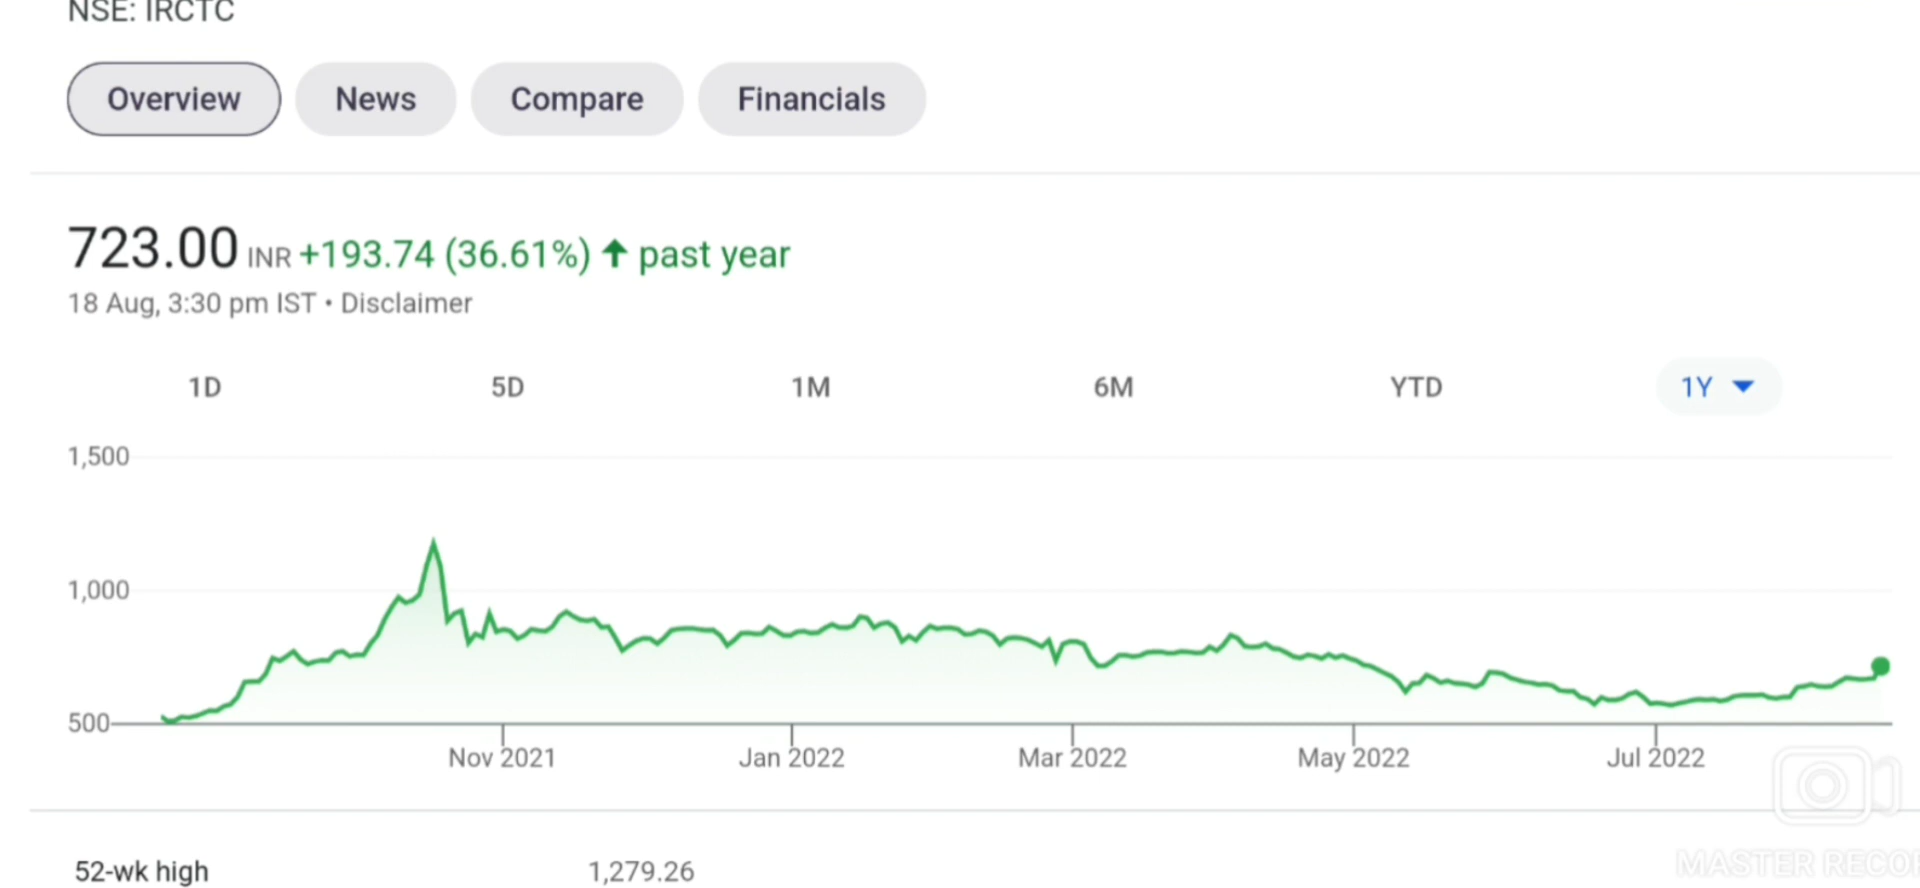 NSE: IRCTC
Overview News Compare Financials
723.00 INR +193.74 (36.61%) ↑ past year
18 Aug, 3:30 pm IST • Disclaimer
1D 5D 1M 6M YTD 1Y
1,500
1,000
500
Nov 2021 Jan 2022 Mar 2022 May 2022 Jul 2022
MASTER RECOR
52-wk high 1,279.26